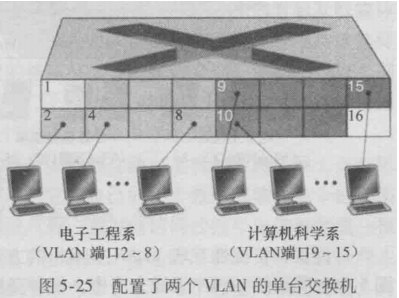 1 9 15
2 4 8 10 16
电子工程系 计算机科学系
(VLAN 端口2~8) (VLAN端口9~15)
图 5-25 配置了两个 VLAN 的单台交换机